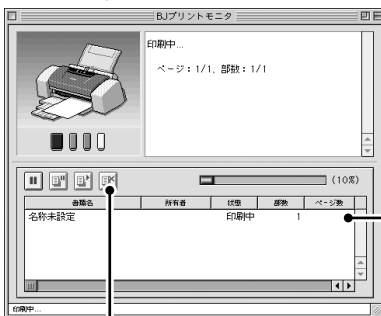 BJプリントモニタ
印刷中...
ページ：1/1、部数：1/1
(10%)
書類名 所有者 状態 部数 ページ数
名称未設定 印刷中 1
印刷中...